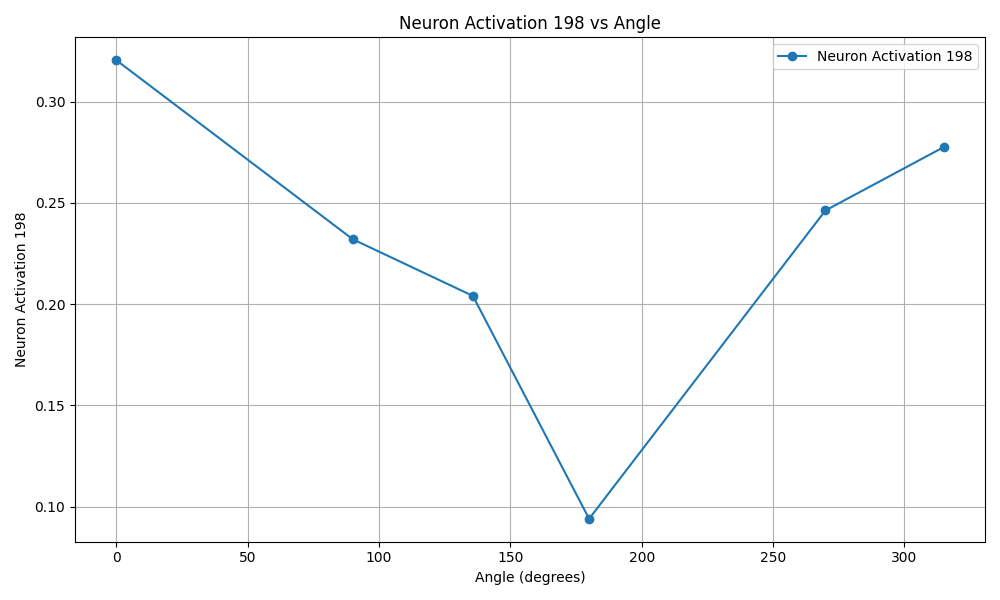 Neuron Activation 198 vs Angle
Neuron Activation 198
0.30
0.25
0.20
0.15
0.10
Neuron Activation 198
0 50 100 150 200 250 300
Angle (degrees)